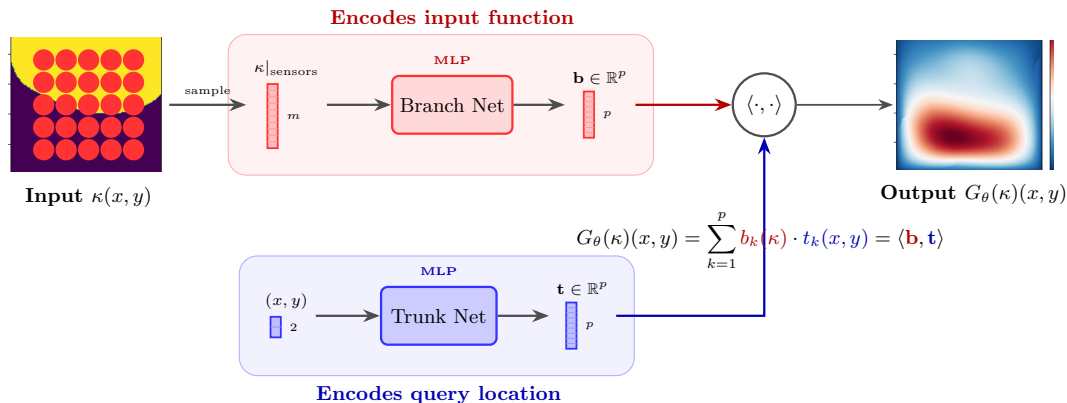 Encodes input function
κ|sensors
m
MLP
Branch Net
b ∈ ℝ^p
p
sample
⟨·, ·⟩
Input κ(x, y)
Output G_θ(κ)(x, y)
G_θ(κ)(x, y) = ∑_{k=1}^{p} b_k(κ) · t_k(x, y) = ⟨b, t⟩
MLP
(x, y)
2
Trunk Net
t ∈ ℝ^p
p
Encodes query location